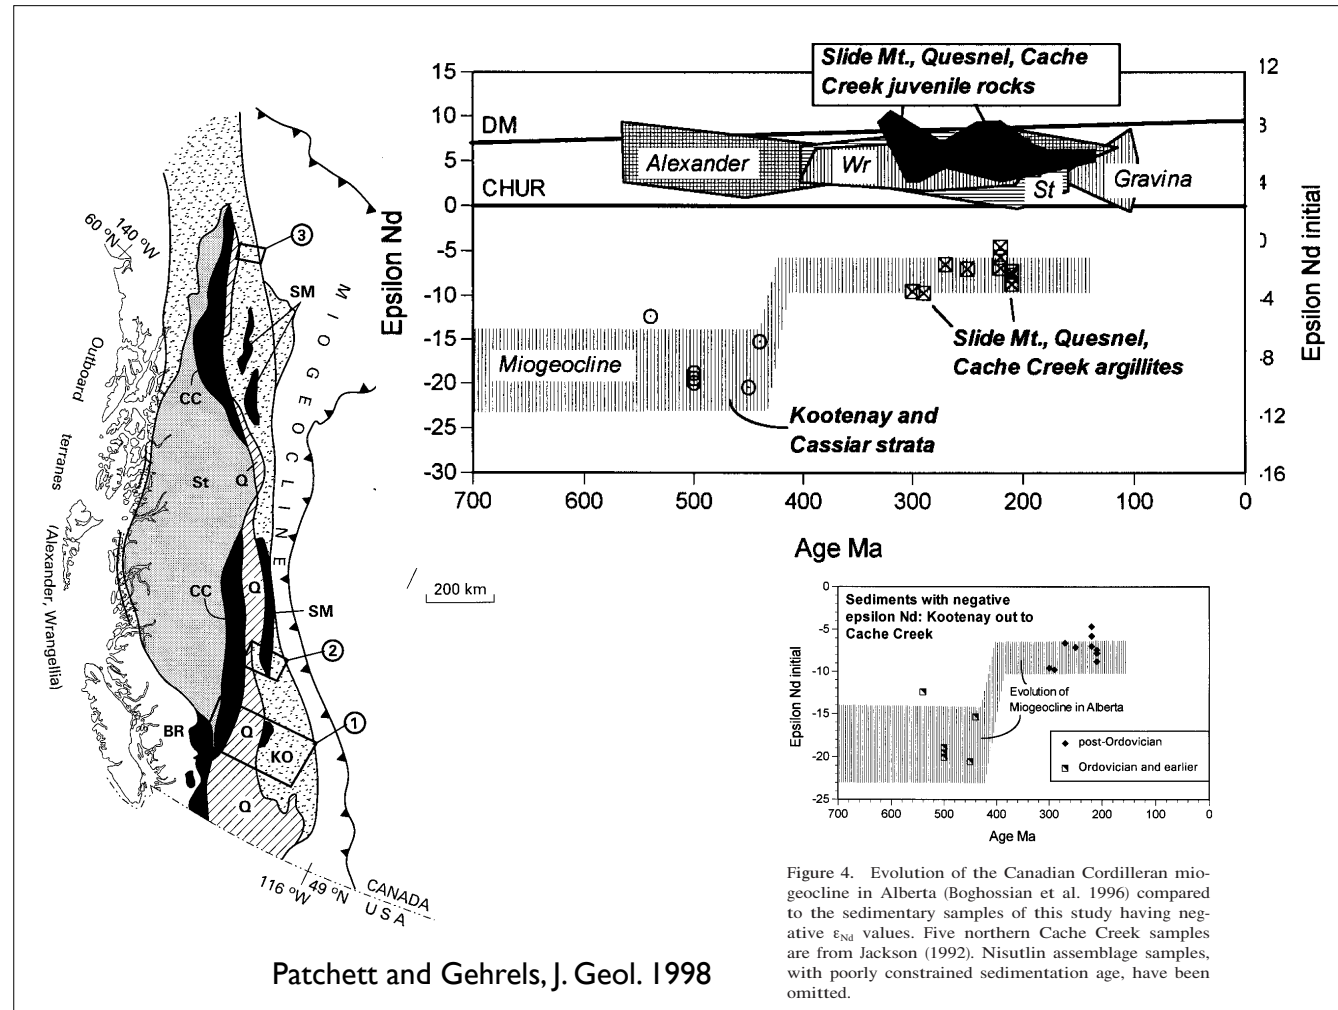 Slide Mt., Quesnel, Cache
Creek juvenile rocks
15
10
5
0
-5
-10
-15
-20
-25
-30
Epsilon Nd
DM
CHUR
Alexander
Wr
St
Gravina
12
8
4
0
-4
-8
-12
-16
Epsilon Nd initial
Miogeocline
Kootenay and
Cassiar strata
Slide Mt., Quesnel,
Cache Creek argillites
700
600
500
400
300
200
100
0
Age Ma
60 °N
140 °W
3
SM
MIOGEOCLINE
Outboard
terranes
(Alexander, Wrangellia)
CC
St
Q
CC
Q
SM
2
1
BR
Q
KO
Q
200 km
116 °W
49 °N
CANADA
USA
Sediments with negative
epsilon Nd: Kootenay out to
Cache Creek
0
-5
-10
-15
-20
-25
Epsilon Nd initial
Evolution of
Miogeocline in Alberta
post-Ordovician
Ordovician and earlier
700
600
500
400
300
200
100
0
Age Ma
Figure 4. Evolution of the Canadian Cordilleran mio-
geocline in Alberta (Boghossian et al. 1996) compared
to the sedimentary samples of this study having neg-
ative εNd values. Five northern Cache Creek samples
are from Jackson (1992). Nisutlin assemblage samples,
with poorly constrained sedimentation age, have been
omitted.
Patchett and Gehrels, J. Geol. 1998